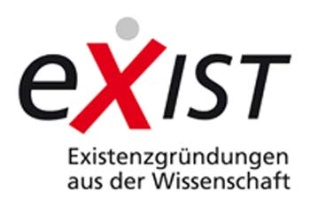 eXIST
Existenzgründungen
aus der Wissenschaft